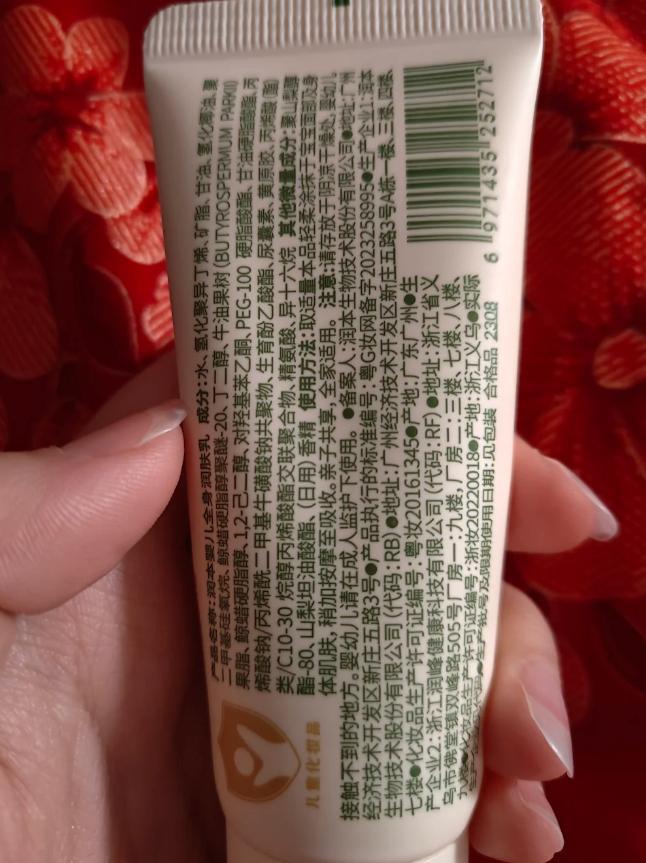 产品名称:润本婴儿全身润肤乳 成分:水、氢化聚异丁烯、矿脂、甘油、氢化椰油、聚
二甲基硅氧烷、鲸蜡硬脂醇聚醚-20、丁二醇、牛油果树(BUTYROSPERMUM PARKII)
果脂、鲸蜡硬脂醇、1,2-己二醇、对羟基苯乙酮、PEG-100 硬脂酸酯、甘油硬脂酸酯、丙
烯酸钠/丙烯酰二甲基牛磺酸钠共聚物、生育酚乙酸酯、尿囊素、黄原胶、丙烯酸(酯)
类/C10-30 烷醇丙烯酸酯交联聚合物、精氨酸、异十六烷 其他微量成分:聚山梨醇
酯-80、山梨坦油酸酯、(日用)香精 使用方法:取适量本品轻柔涂抹于宝宝面部及身
体肌肤,稍加按摩至吸收。亲子共享,全家适用。 注意:请存放于阴凉干燥处,婴幼儿
接触不到的地方。婴幼儿请在成人监护下使用。●备案人:润本生物技术股份有限公司●地址:广州
经济技术开发区新庄五路3号●产品执行的标准编号:粤G妆网备字2023258995●生产企业1:润本
生物技术股份有限公司(代码:RB)●地址:广州经济技术开发区新庄五路3号A栋一楼、三楼、四楼、
七楼●化妆品生产许可证编号:粤妆20161345●产地:广东广州●生
产企业2:浙江润峰健康科技有限公司(代码:RF)●地址:浙江省义
乌市佛堂镇双峰路505号厂房一:九楼,厂房二:三楼、七楼、八楼、
九楼●化妆品生产许可证编号:浙妆20220018●产地:浙江义乌●实际
生产批号及限期使用日期:见包装 合格品 2308
6 971435 252712
儿童化妆品